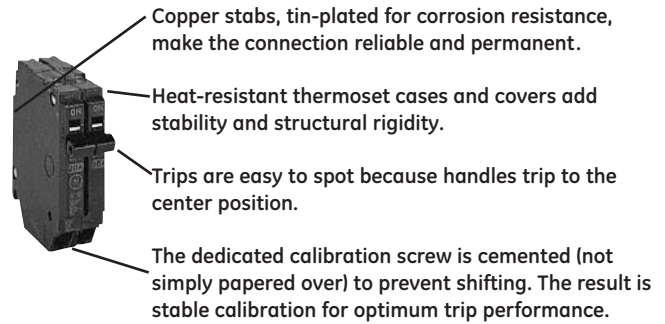 Copper stabs, tin-plated for corrosion resistance,
make the connection reliable and permanent.
Heat-resistant thermoset cases and covers add
stability and structural rigidity.
ON ON
Trips are easy to spot because handles trip to the
center position.
The dedicated calibration screw is cemented (not
simply papered over) to prevent shifting. The result is
stable calibration for optimum trip performance.